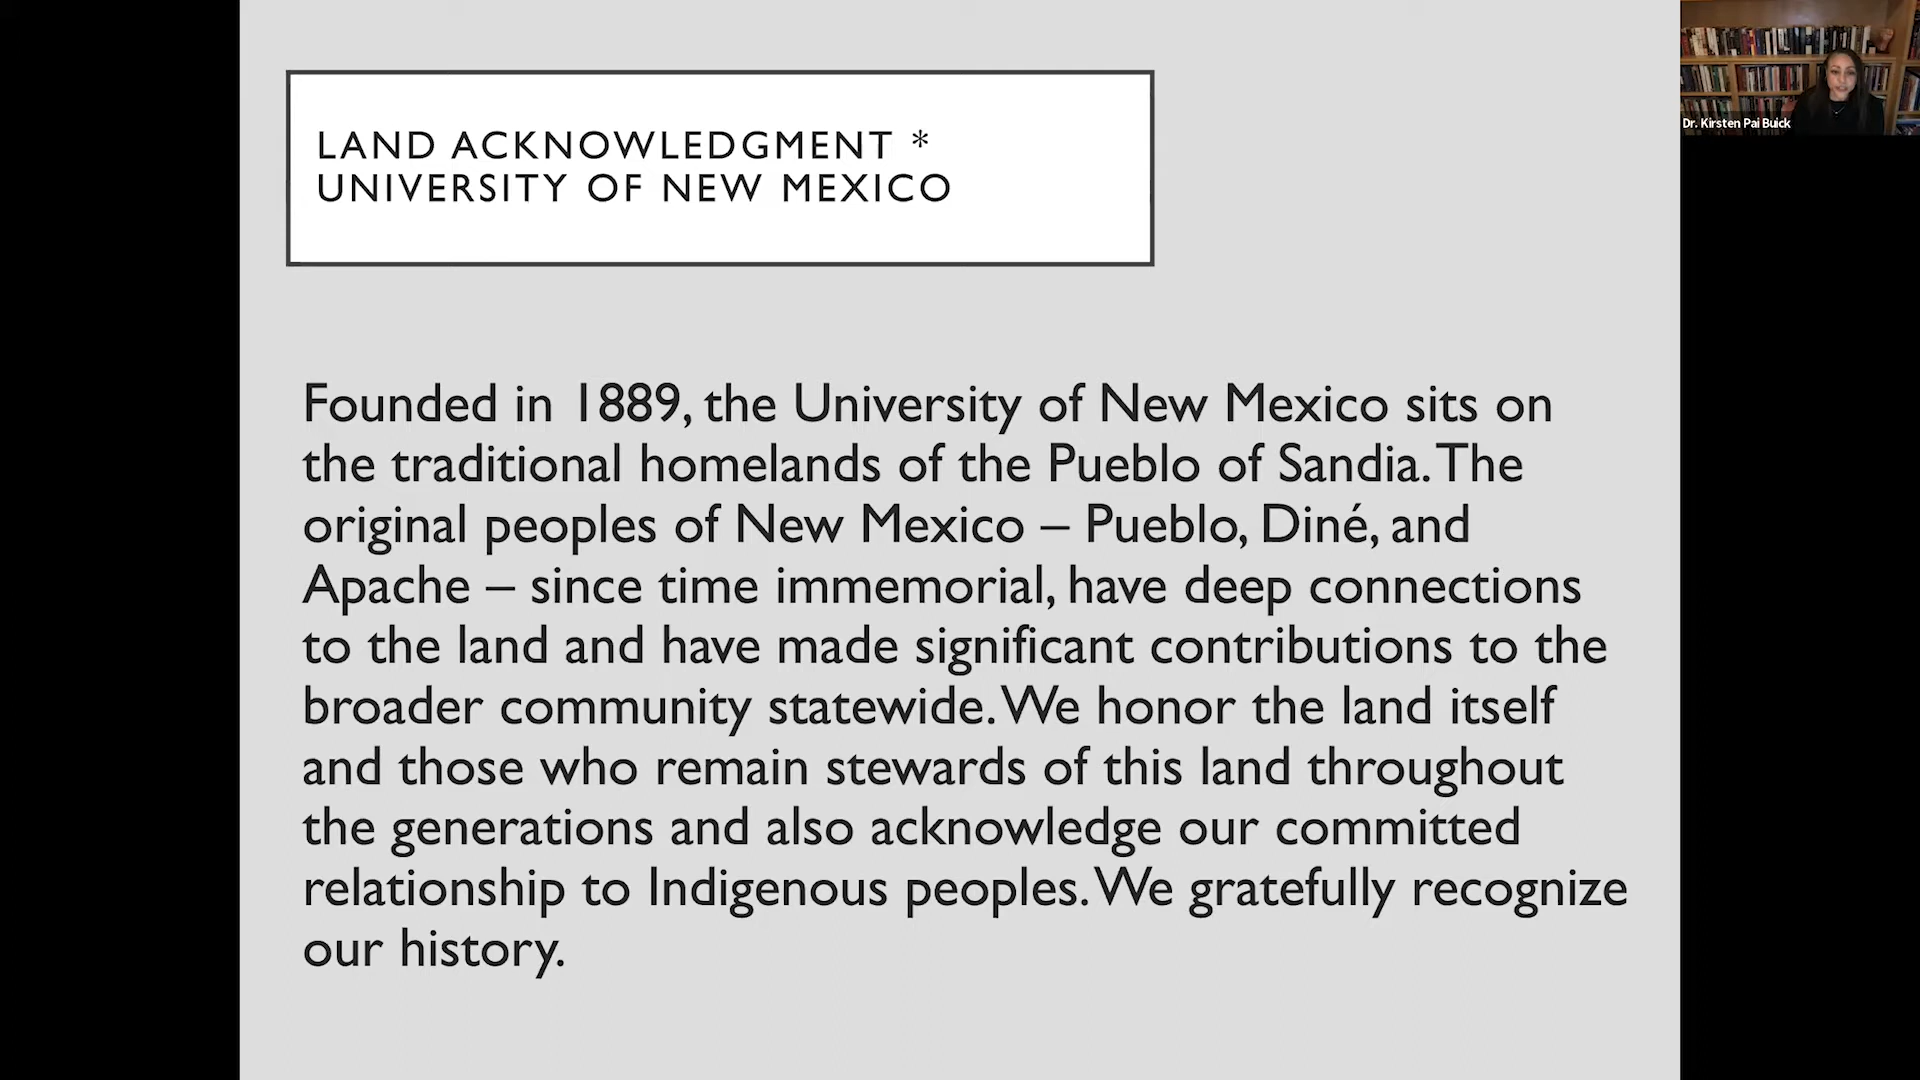 LAND ACKNOWLEDGMENT *
UNIVERSITY OF NEW MEXICO
Founded in 1889, the University of New Mexico sits on
the traditional homelands of the Pueblo of Sandia. The
original peoples of New Mexico – Pueblo, Diné, and
Apache – since time immemorial, have deep connections
to the land and have made significant contributions to the
broader community statewide. We honor the land itself
and those who remain stewards of this land throughout
the generations and also acknowledge our committed
relationship to Indigenous peoples. We gratefully recognize
our history.
Dr. Kirsten Pai Buick